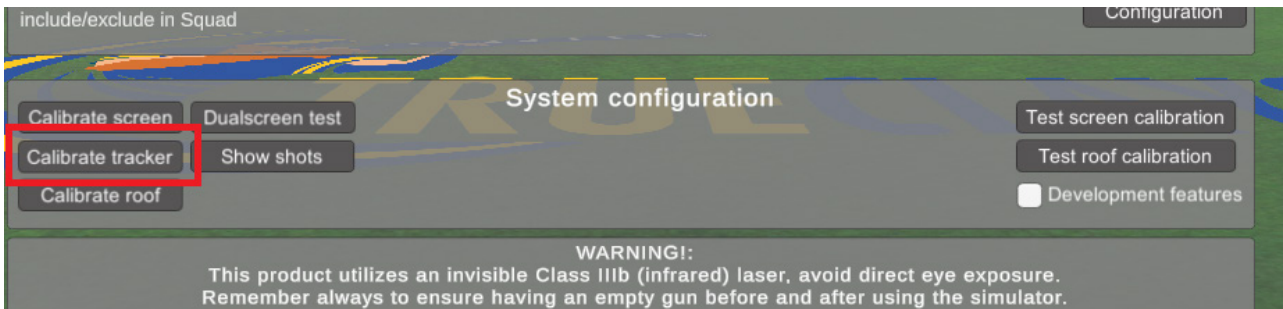 include/exclude in Squad
Configuration
System configuration
Calibrate screen
Dualscreen test
Test screen calibration
Calibrate tracker
Show shots
Test roof calibration
Calibrate roof
Development features
WARNING!:
This product utilizes an invisible Class IIIb (infrared) laser, avoid direct eye exposure.
Remember always to ensure having an empty gun before and after using the simulator.